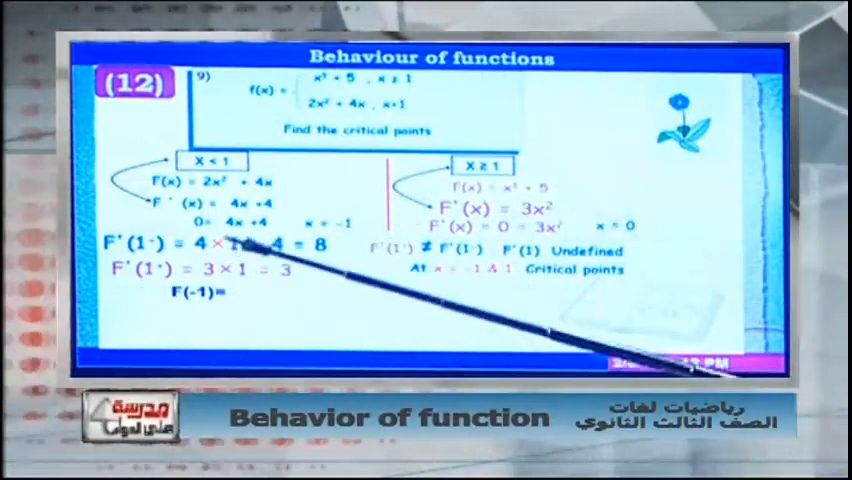 Behaviour of functions
(12)
9)
f(x) =
x³ + 5 , x ≥ 1
2x² + 4x , x<1
Find the critical points
X < 1
F(x) = 2x² + 4x
F' (x) = 4x +4
0= 4x +4 x = -1
F'(1⁻) = 4 × 1 4 = 8
F'(1⁺) = 3 × 1 = 3
F(-1)=
X ≥ 1
F(x) = x³ + 5
F'(x) = 3x²
F'(x) = 0 = 3x² x = 0
F'(1⁺) ≠ F'(1⁻) F'(1) Undefined
At x = -1 & 1 Critical points
PM
مدرسة
على الهواء
Behavior of function
رياضيات لغات
الصف الثالث الثانوي